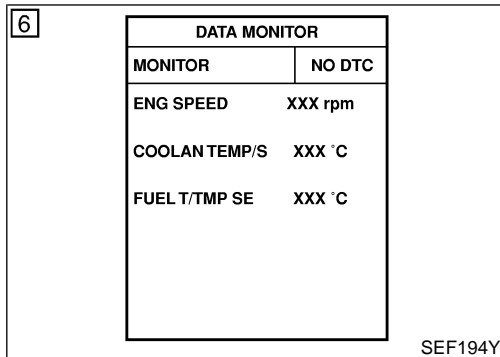 6
DATA MONITOR
MONITOR NO DTC
ENG SPEED XXX rpm
COOLAN TEMP/S XXX °C
FUEL T/TMP SE XXX °C
SEF194Y